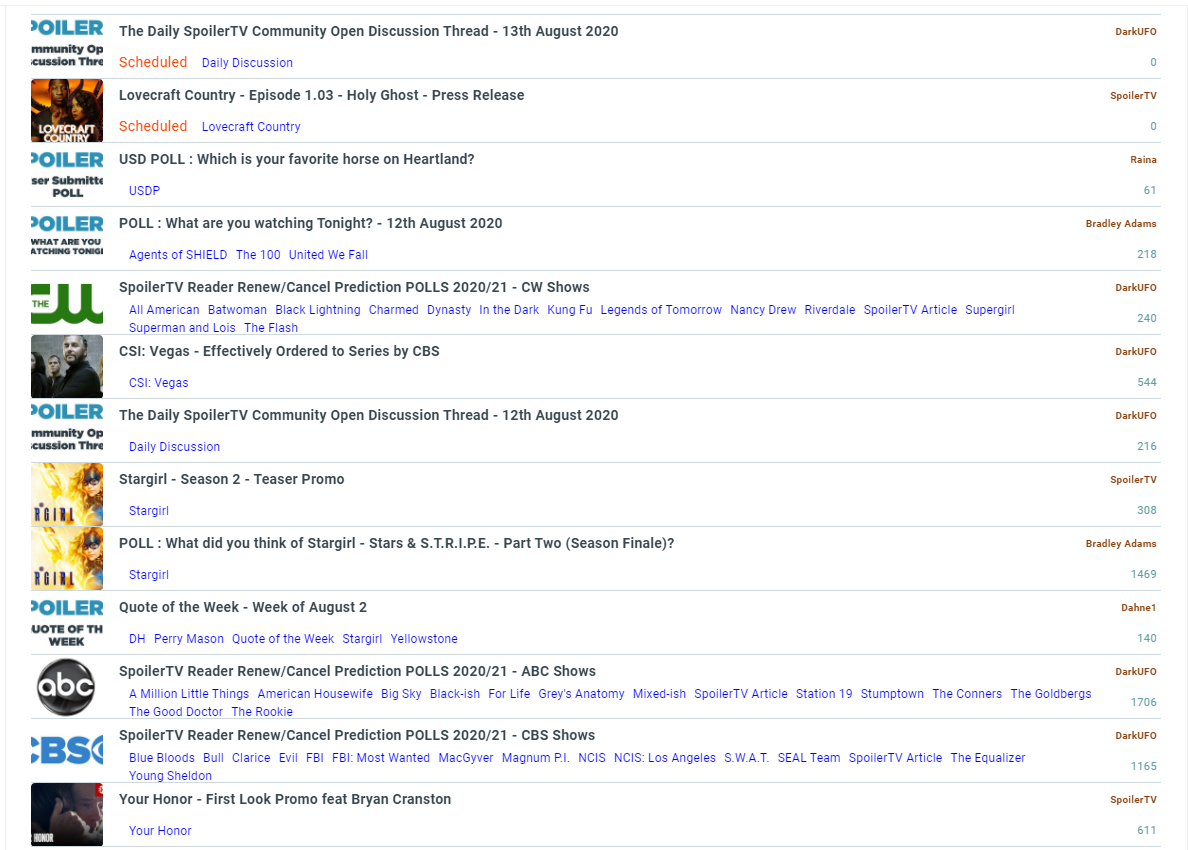 POILER
mmunity Op
scussion Thre
The Daily SpoilerTV Community Open Discussion Thread - 13th August 2020
DarkUFO
Scheduled Daily Discussion
0
LOVECRAFT
COUNTRY
Lovecraft Country - Episode 1.03 - Holy Ghost - Press Release
SpoilerTV
Scheduled Lovecraft Country
0
POILER
ser Submitte
POLL
USD POLL : Which is your favorite horse on Heartland?
Raina
USDP
61
POILER
WHAT ARE YOU
ATCHING TONIG
POLL : What are you watching Tonight? - 12th August 2020
Bradley Adams
Agents of SHIELD The 100 United We Fall
218
THE CW
SpoilerTV Reader Renew/Cancel Prediction POLLS 2020/21 - CW Shows
DarkUFO
All American Batwoman Black Lightning Charmed Dynasty In the Dark Kung Fu Legends of Tomorrow Nancy Drew Riverdale SpoilerTV Article Supergirl
Superman and Lois The Flash
240
CSI: Vegas - Effectively Ordered to Series by CBS
DarkUFO
CSI: Vegas
544
POILER
mmunity Op
scussion Thre
The Daily SpoilerTV Community Open Discussion Thread - 12th August 2020
DarkUFO
Daily Discussion
216
RGIRL
Stargirl - Season 2 - Teaser Promo
SpoilerTV
Stargirl
308
RGIRL
POLL : What did you think of Stargirl - Stars & S.T.R.I.P.E. - Part Two (Season Finale)?
Bradley Adams
Stargirl
1469
POILER
UOTE OF TH
WEEK
Quote of the Week - Week of August 2
Dahne1
DH Perry Mason Quote of the Week Stargirl Yellowstone
140
abc
SpoilerTV Reader Renew/Cancel Prediction POLLS 2020/21 - ABC Shows
DarkUFO
A Million Little Things American Housewife Big Sky Black-ish For Life Grey's Anatomy Mixed-ish SpoilerTV Article Station 19 Stumptown The Conners The Goldbergs
The Good Doctor The Rookie
1706
CBS
SpoilerTV Reader Renew/Cancel Prediction POLLS 2020/21 - CBS Shows
DarkUFO
Blue Bloods Bull Clarice Evil FBI FBI: Most Wanted MacGyver Magnum P.I. NCIS NCIS: Los Angeles S.W.A.T. SEAL Team SpoilerTV Article The Equalizer
Young Sheldon
1165
HONOR
Your Honor - First Look Promo feat Bryan Cranston
SpoilerTV
Your Honor
611